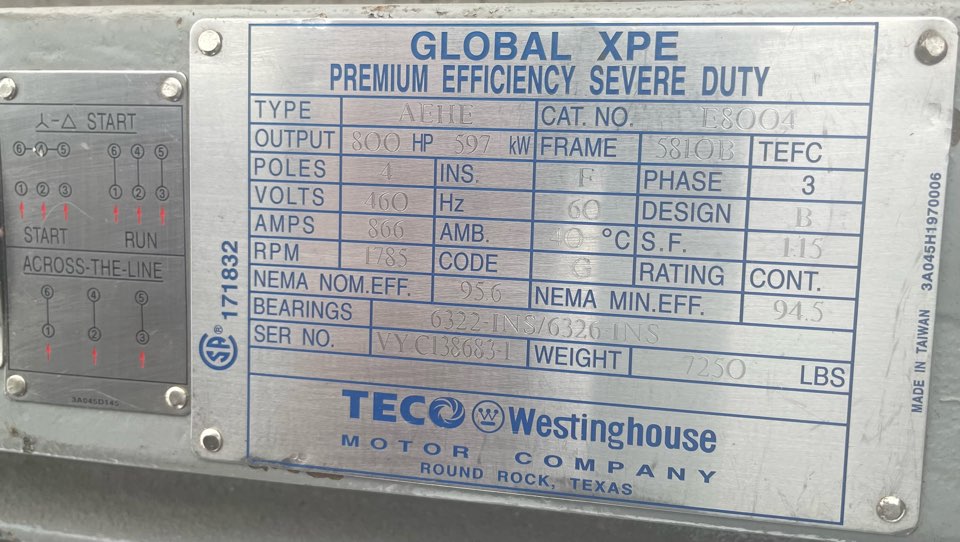 人-△ START
⑥ ④ ⑤ ⑥ ④ ⑤
① ② ③ ① ② ③
START RUN
ACROSS-THE-LINE
⑥ ④ ⑤
① ② ③
3A045D145
GLOBAL XPE
PREMIUM EFFICIENCY SEVERE DUTY
TYPE AEHE CAT. NO. E8004
OUTPUT 800 HP 597 kW FRAME 5810B TEFC
POLES 4 INS. F PHASE 3
VOLTS 460 Hz 60 DESIGN B
AMPS 866 AMB. 40 °C S.F. 1.15
RPM 1785 CODE G RATING CONT.
NEMA NOM.EFF. 95.6 NEMA MIN.EFF. 94.5
BEARINGS 6322-INS/6326-INS
SER NO. VYC138683-1 WEIGHT 7250 LBS
TECO Westinghouse
MOTOR COMPANY
ROUND ROCK, TEXAS
SA 171832
MADE IN TAIWAN 3A045H1970006